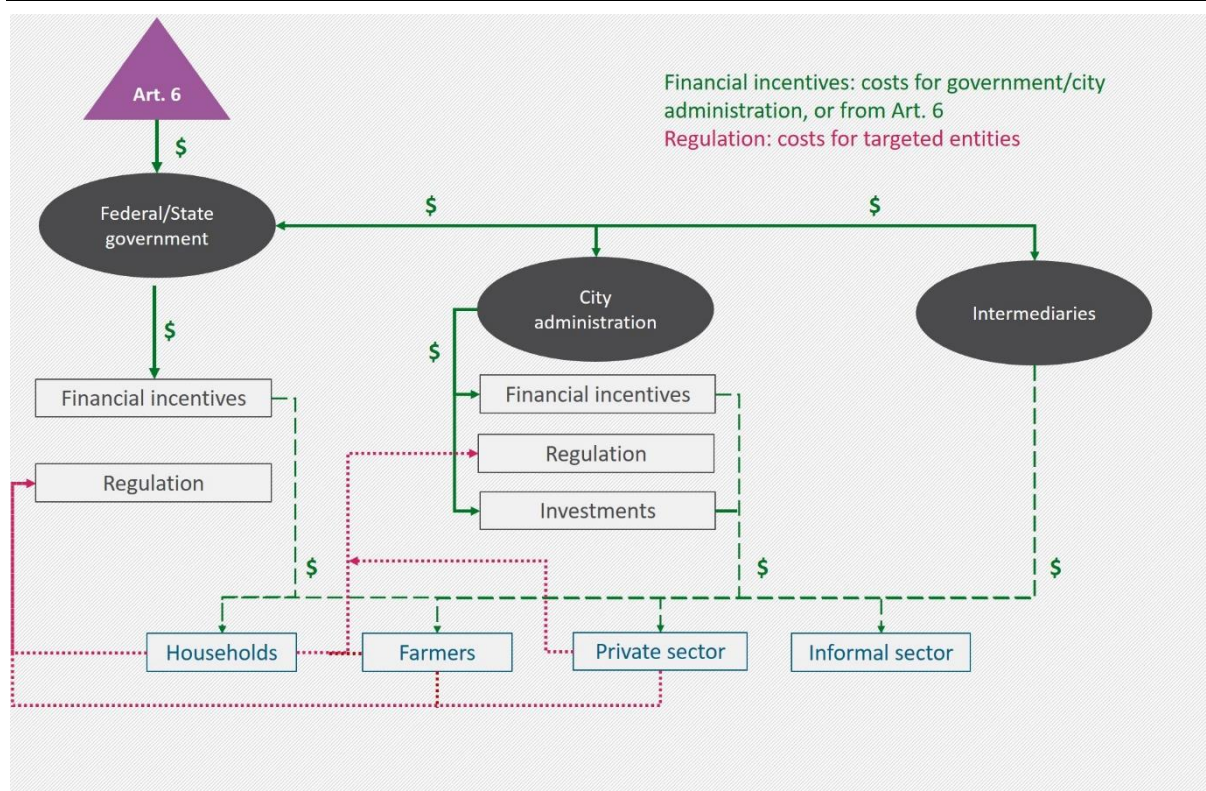 Art. 6
Financial incentives: costs for government/city
administration, or from Art. 6
Regulation: costs for targeted entities
$
Federal/State
government
$
$
City
administration
Intermediaries
$
$
Financial incentives
Financial incentives
Regulation
Regulation
Investments
$
$
$
Households
Farmers
Private sector
Informal sector